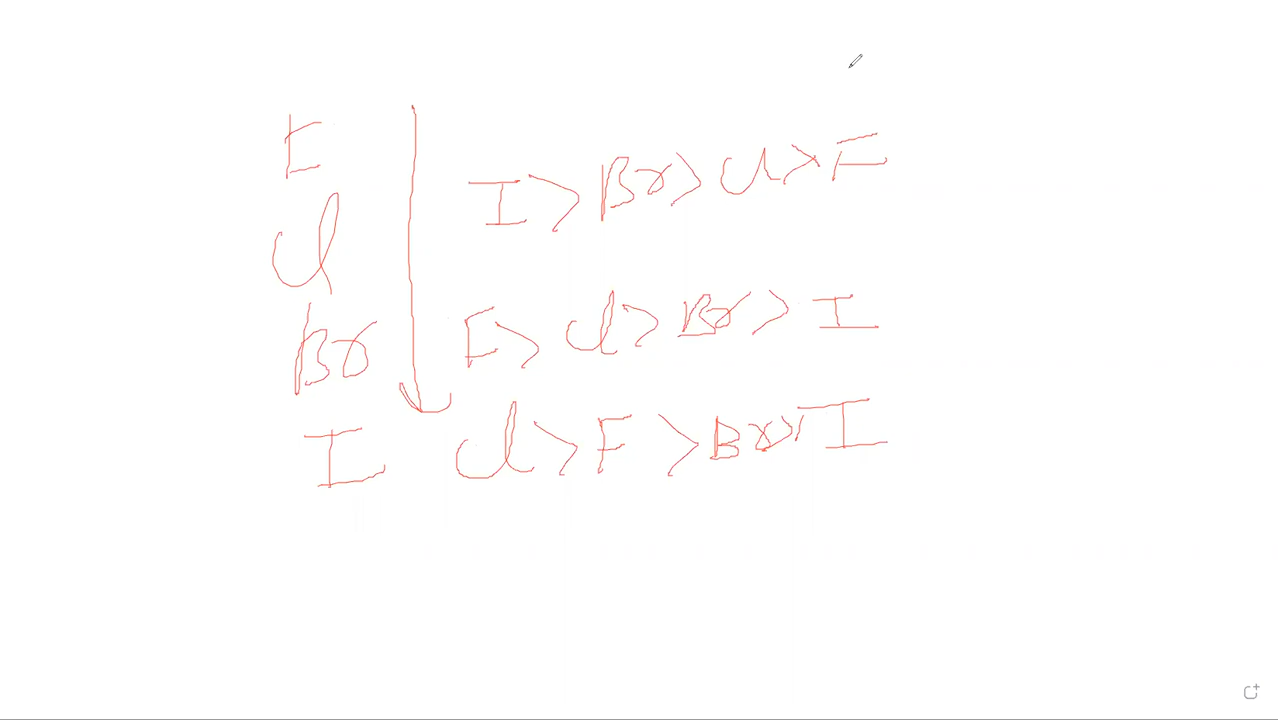 F
I > Br > Cl > F
Cl
Br
F > Cl > Br > I
I
Cl > F > Br > I